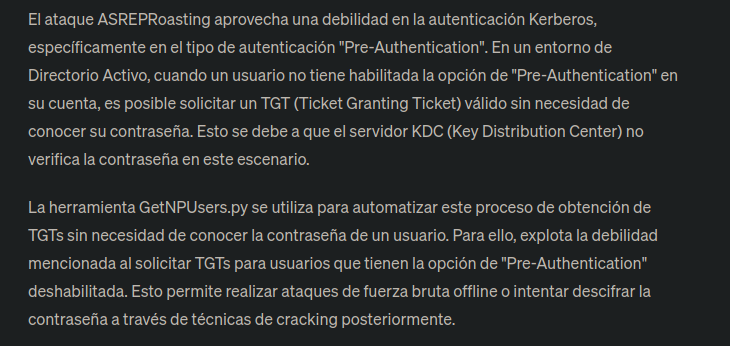 El ataque ASREPRoasting aprovecha una debilidad en la autenticación Kerberos,
específicamente en el tipo de autenticación "Pre-Authentication". En un entorno de
Directorio Activo, cuando un usuario no tiene habilitada la opción de "Pre-Authentication" en
su cuenta, es posible solicitar un TGT (Ticket Granting Ticket) válido sin necesidad de
conocer su contraseña. Esto se debe a que el servidor KDC (Key Distribution Center) no
verifica la contraseña en este escenario.
La herramienta GetNPUsers.py se utiliza para automatizar este proceso de obtención de
TGTs sin necesidad de conocer la contraseña de un usuario. Para ello, explota la debilidad
mencionada al solicitar TGTs para usuarios que tienen la opción de "Pre-Authentication"
deshabilitada. Esto permite realizar ataques de fuerza bruta offline o intentar descifrar la
contraseña a través de técnicas de cracking posteriormente.